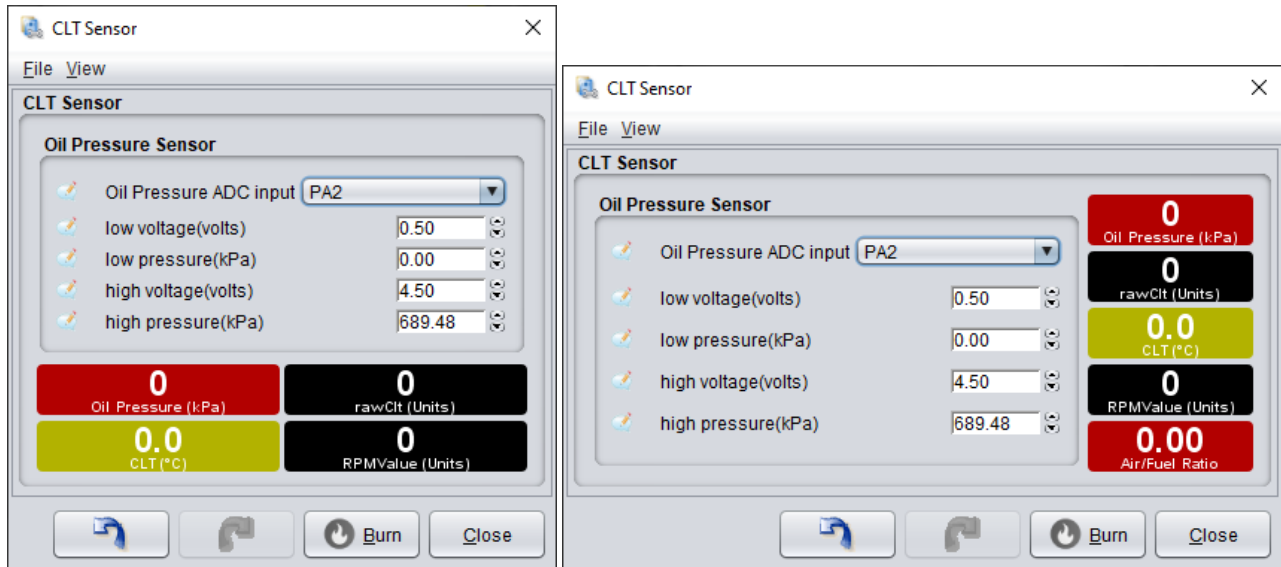 CLT Sensor
File View
CLT Sensor
Oil Pressure Sensor
Oil Pressure ADC input PA2
low voltage(volts) 0.50
low pressure(kPa) 0.00
high voltage(volts) 4.50
high pressure(kPa) 689.48
0 0
Oil Pressure (kPa) rawClt (Units)
0.0 0
CLT (°C) RPMValue (Units)
Burn Close
CLT Sensor
File View
CLT Sensor
Oil Pressure Sensor
Oil Pressure ADC input PA2
low voltage(volts) 0.50
low pressure(kPa) 0.00
high voltage(volts) 4.50
high pressure(kPa) 689.48
0
Oil Pressure (kPa)
0
rawClt (Units)
0.0
CLT (°C)
0
RPMValue (Units)
0.00
Air/Fuel Ratio
Burn Close